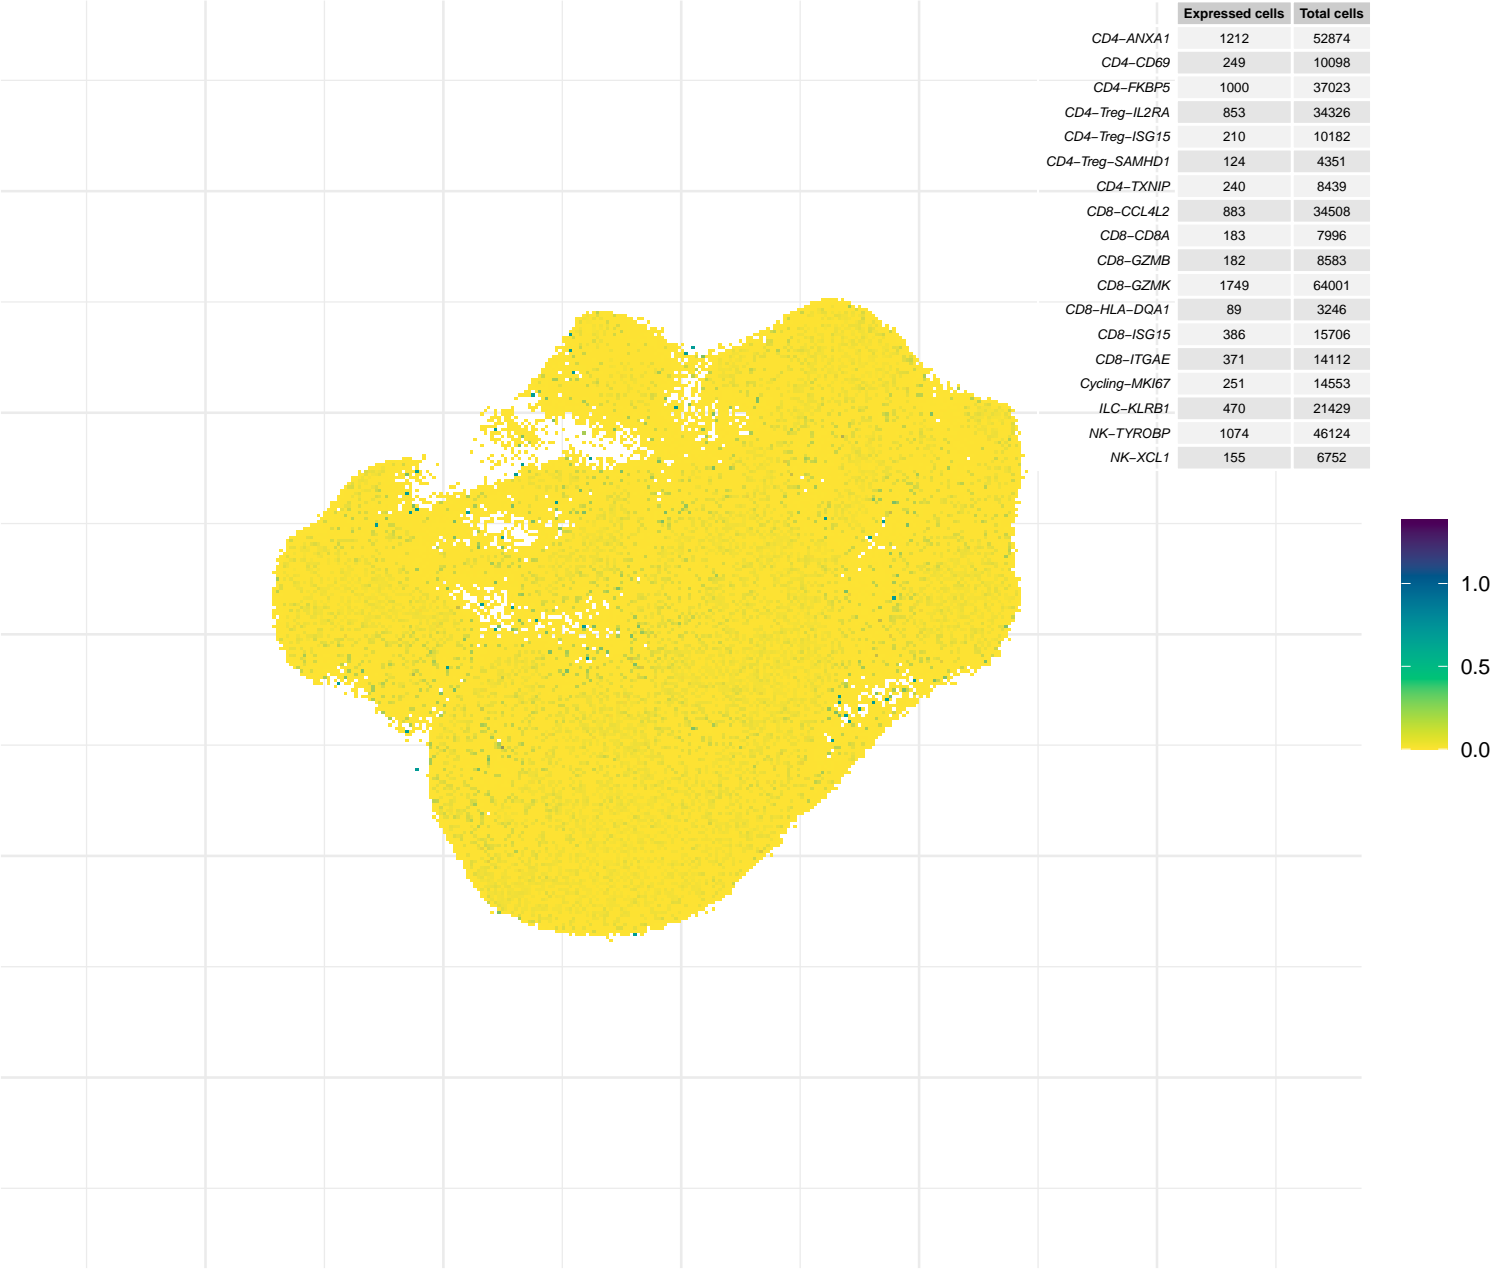 Expressed cells Total cells
CD4−ANXA1 1212 52874
CD4−CD69 249 10098
CD4−FKBP5 1000 37023
CD4−Treg−IL2RA 853 34326
CD4−Treg−ISG15 210 10182
CD4−Treg−SAMHD1 124 4351
CD4−TXNIP 240 8439
CD8−CCL4L2 883 34508
CD8−CD8A 183 7996
CD8−GZMB 182 8583
CD8−GZMK 1749 64001
CD8−HLA−DQA1 89 3246
CD8−ISG15 386 15706
CD8−ITGAE 371 14112
Cycling−MKI67 251 14553
ILC−KLRB1 470 21429
NK−TYROBP 1074 46124
NK−XCL1 155 6752
1.0
0.5
0.0